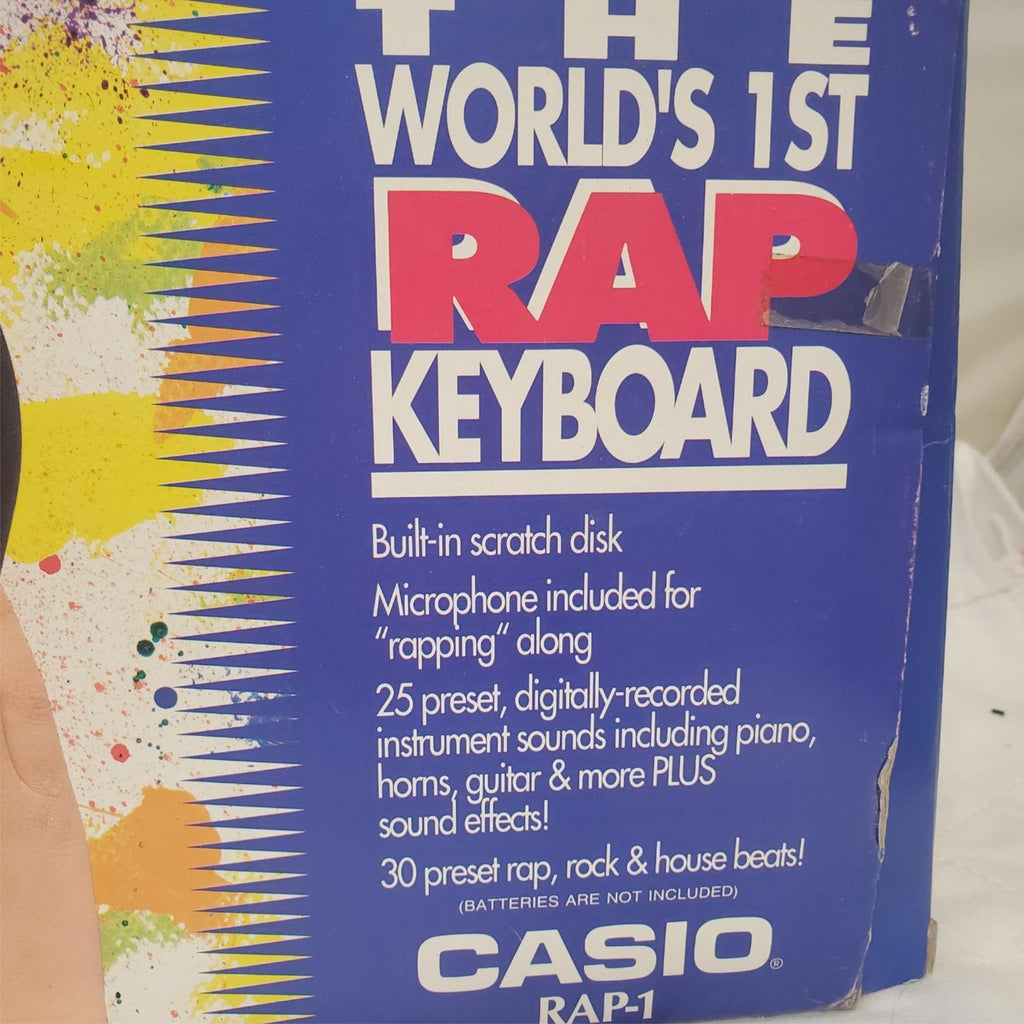 THE
WORLD'S 1ST
RAP
KEYBOARD
Built-in scratch disk
Microphone included for
"rapping" along
25 preset, digitally-recorded
instrument sounds including piano,
horns, guitar & more PLUS
sound effects!
30 preset rap, rock & house beats!
(BATTERIES ARE NOT INCLUDED)
CASIO®
RAP-1